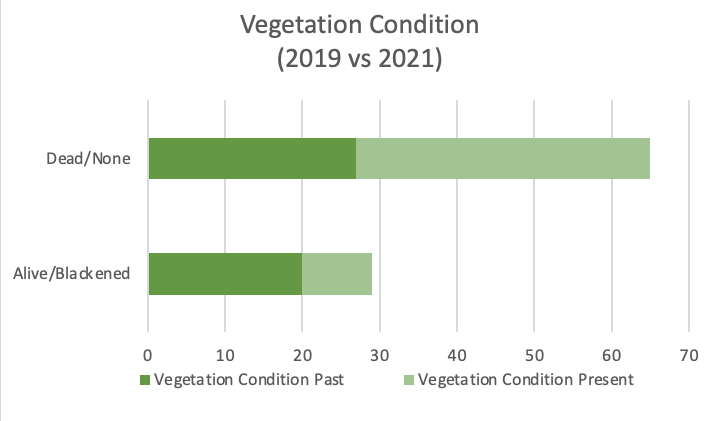 Vegetation Condition
(2019 vs 2021)
Dead/None
Alive/Blackened
0 10 20 30 40 50 60 70
Vegetation Condition Past Vegetation Condition Present